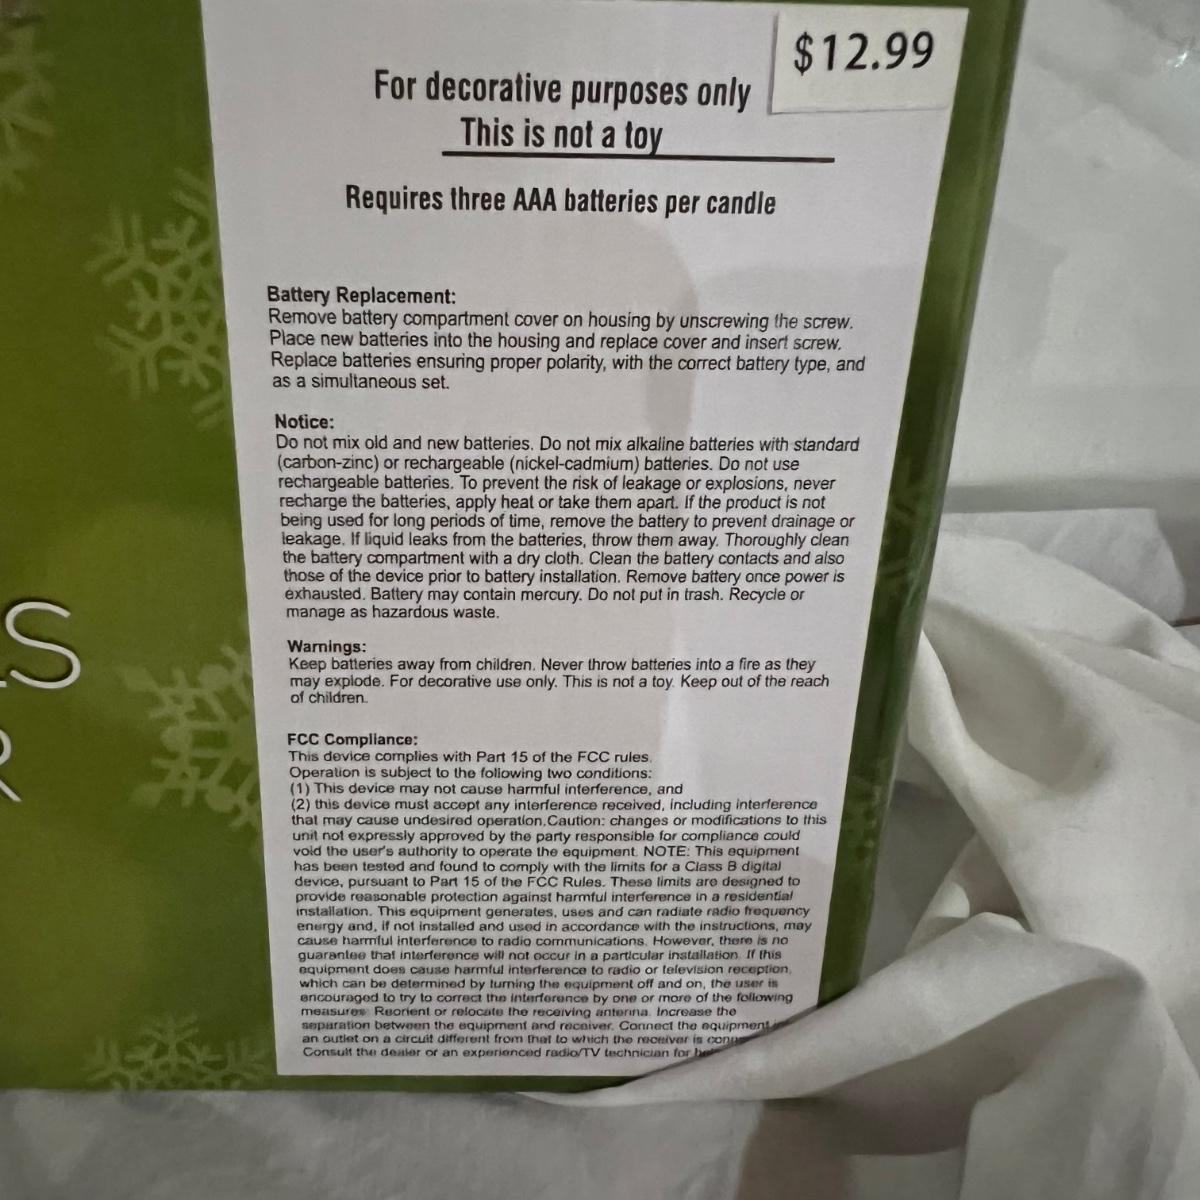 $12.99
For decorative purposes only
This is not a toy
Requires three AAA batteries per candle
Battery Replacement:
Remove battery compartment cover on housing by unscrewing the screw.
Place new batteries into the housing and replace cover and insert screw.
Replace batteries ensuring proper polarity, with the correct battery type, and
as a simultaneous set.
Notice:
Do not mix old and new batteries. Do not mix alkaline batteries with standard
(carbon-zinc) or rechargeable (nickel-cadmium) batteries. Do not use
rechargeable batteries. To prevent the risk of leakage or explosions, never
recharge the batteries, apply heat or take them apart. If the product is not
being used for long periods of time, remove the battery to prevent drainage or
leakage. If liquid leaks from the batteries, throw them away. Thoroughly clean
the battery compartment with a dry cloth. Clean the battery contacts and also
those of the device prior to battery installation. Remove battery once power is
exhausted. Battery may contain mercury. Do not put in trash. Recycle or
manage as hazardous waste.
Warnings:
Keep batteries away from children. Never throw batteries into a fire as they
may explode. For decorative use only. This is not a toy. Keep out of the reach
of children.
FCC Compliance:
This device complies with Part 15 of the FCC rules.
Operation is subject to the following two conditions:
(1) This device may not cause harmful interference, and
(2) this device must accept any interference received, including interference
that may cause undesired operation.Caution: changes or modifications to this
unit not expressly approved by the party responsible for compliance could
void the user's authority to operate the equipment. NOTE: This equipment
has been tested and found to comply with the limits for a Class B digital
device, pursuant to Part 15 of the FCC Rules. These limits are designed to
provide reasonable protection against harmful interference in a residential
installation. This equipment generates, uses and can radiate radio frequency
energy and, if not installed and used in accordance with the instructions, may
cause harmful interference to radio communications. However, there is no
guarantee that interference will not occur in a particular installation. If this
equipment does cause harmful interference to radio or television reception,
which can be determined by turning the equipment off and on, the user is
encouraged to try to correct the interference by one or more of the following
measures: Reorient or relocate the receiving antenna. Increase the
separation between the equipment and receiver. Connect the equipment
an outlet on a circuit different from that to which the receiver is
Consult the dealer or an experienced radio/TV technician for
S
R